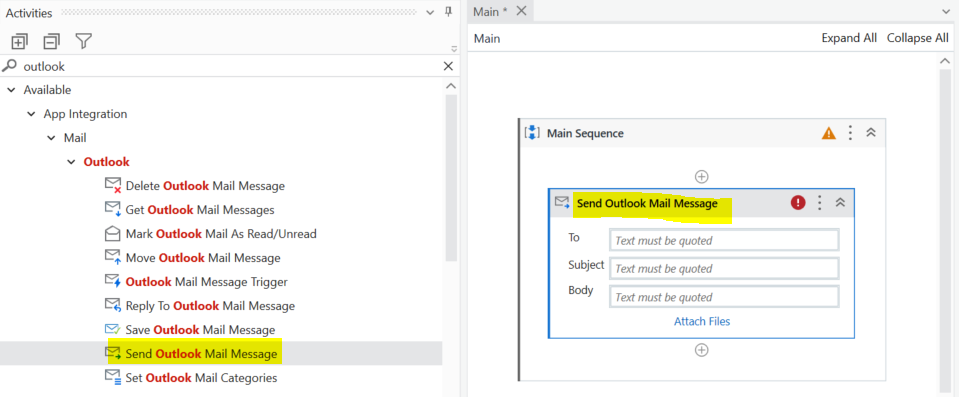 Activities
outlook
Available
App Integration
Mail
Outlook
Delete Outlook Mail Message
Get Outlook Mail Messages
Mark Outlook Mail As Read/Unread
Move Outlook Mail Message
Outlook Mail Message Trigger
Reply To Outlook Mail Message
Save Outlook Mail Message
Send Outlook Mail Message
Set Outlook Mail Categories
Main *
Main Expand All Collapse All
Main Sequence
Send Outlook Mail Message
To Text must be quoted
Subject Text must be quoted
Body Text must be quoted
Attach Files